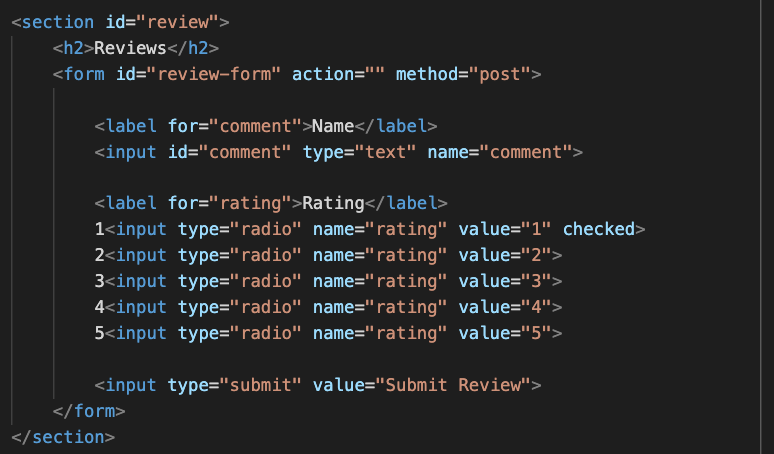 <section id="review">
<h2>Reviews</h2>
<form id="review-form" action="" method="post">
<label for="comment">Name</label>
<input id="comment" type="text" name="comment">
<label for="rating">Rating</label>
1<input type="radio" name="rating" value="1" checked>
2<input type="radio" name="rating" value="2">
3<input type="radio" name="rating" value="3">
4<input type="radio" name="rating" value="4">
5<input type="radio" name="rating" value="5">
<input type="submit" value="Submit Review">
</form>
</section>